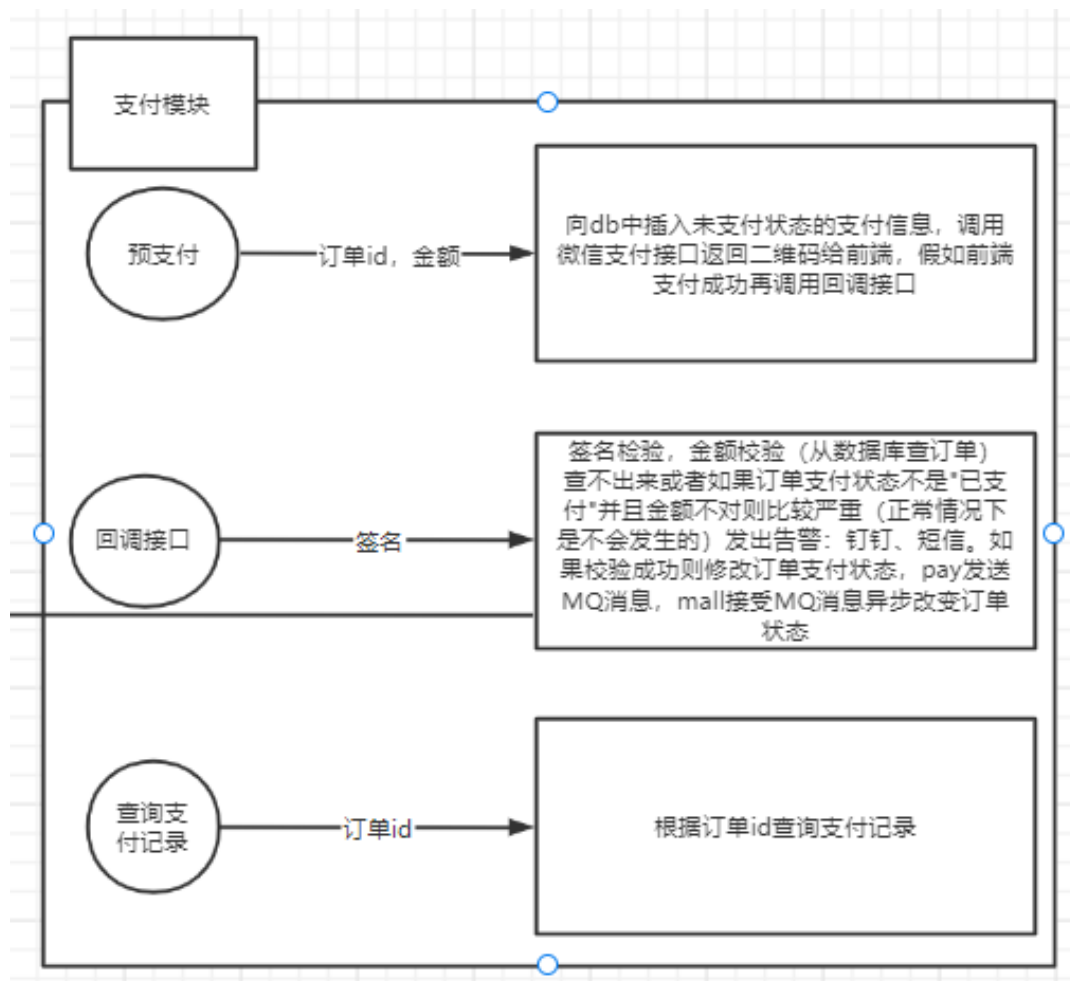 支付模块
预支付
订单id，金额
向db中插入未支付状态的支付信息，调用
微信支付接口返回二维码给前端，假如前端
支付成功再调用回调接口
回调接口
签名
签名检验，金额校验（从数据库查订单）
查不出来或者如果订单支付状态不是"已支
付"并且金额不对则比较严重（正常情况下
是不会发生的）发出告警：钉钉、短信。如
果校验成功则修改订单支付状态，pay发送
MQ消息，mall接受MQ消息异步改变订单
状态
查询支
付记录
订单id
根据订单id查询支付记录